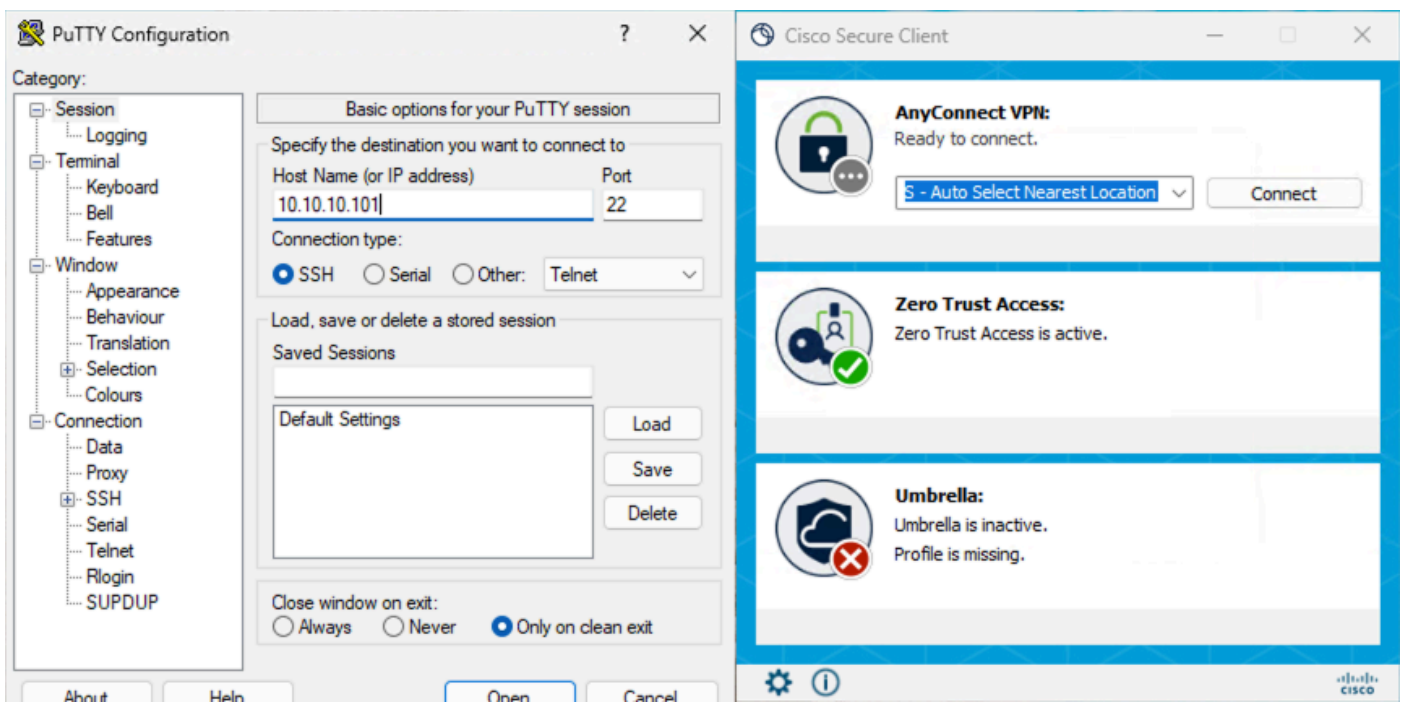 PuTTY Configuration
?
Category:
Session
Logging
Terminal
Keyboard
Bell
Features
Window
Appearance
Behaviour
Translation
Selection
Colours
Connection
Data
Proxy
SSH
Serial
Telnet
Rlogin
SUPDUP
Basic options for your PuTTY session
Specify the destination you want to connect to
Host Name (or IP address) Port
10.10.10.101 22
Connection type:
SSH Serial Other: Telnet
Load, save or delete a stored session
Saved Sessions
Default Settings
Load
Save
Delete
Close window on exit:
Always Never Only on clean exit
About Help Open Cancel
Cisco Secure Client
AnyConnect VPN:
Ready to connect.
S - Auto Select Nearest Location Connect
Zero Trust Access:
Zero Trust Access is active.
Umbrella:
Umbrella is inactive.
Profile is missing.
CISCO